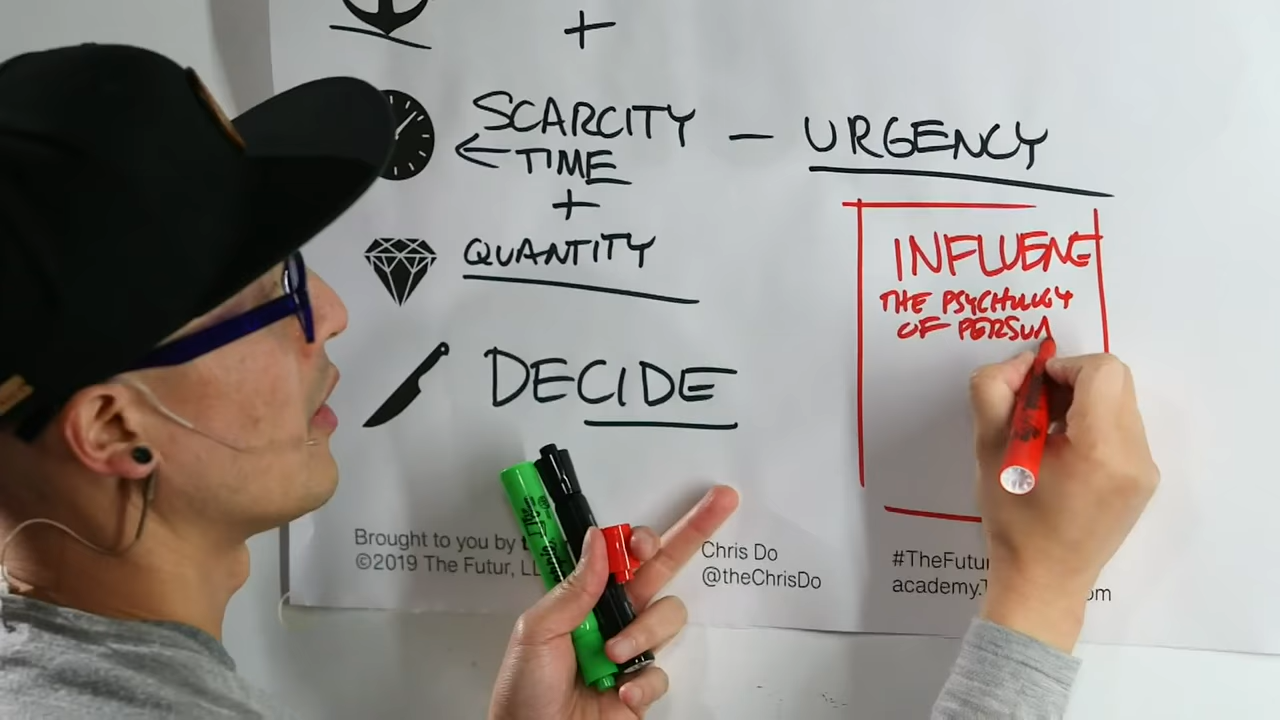 +
SCARCITY — URGENCY
← TIME
+
QUANTITY
INFLUENC
THE PSYCHOLOGY
OF PERSUA
DECIDE
Brought to you by
©2019 The Futur, LL
Chris Do
@theChrisDo
#TheFutur
academy.
om